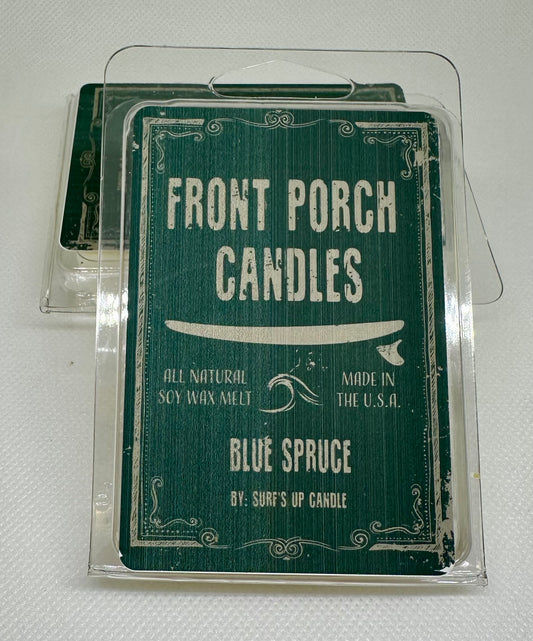 FRONT PORCH
CANDLES
ALL NATURAL
SOY WAX MELT
MADE IN
THE U.S.A.
BLUE SPRUCE
BY: SURF'S UP CANDLE